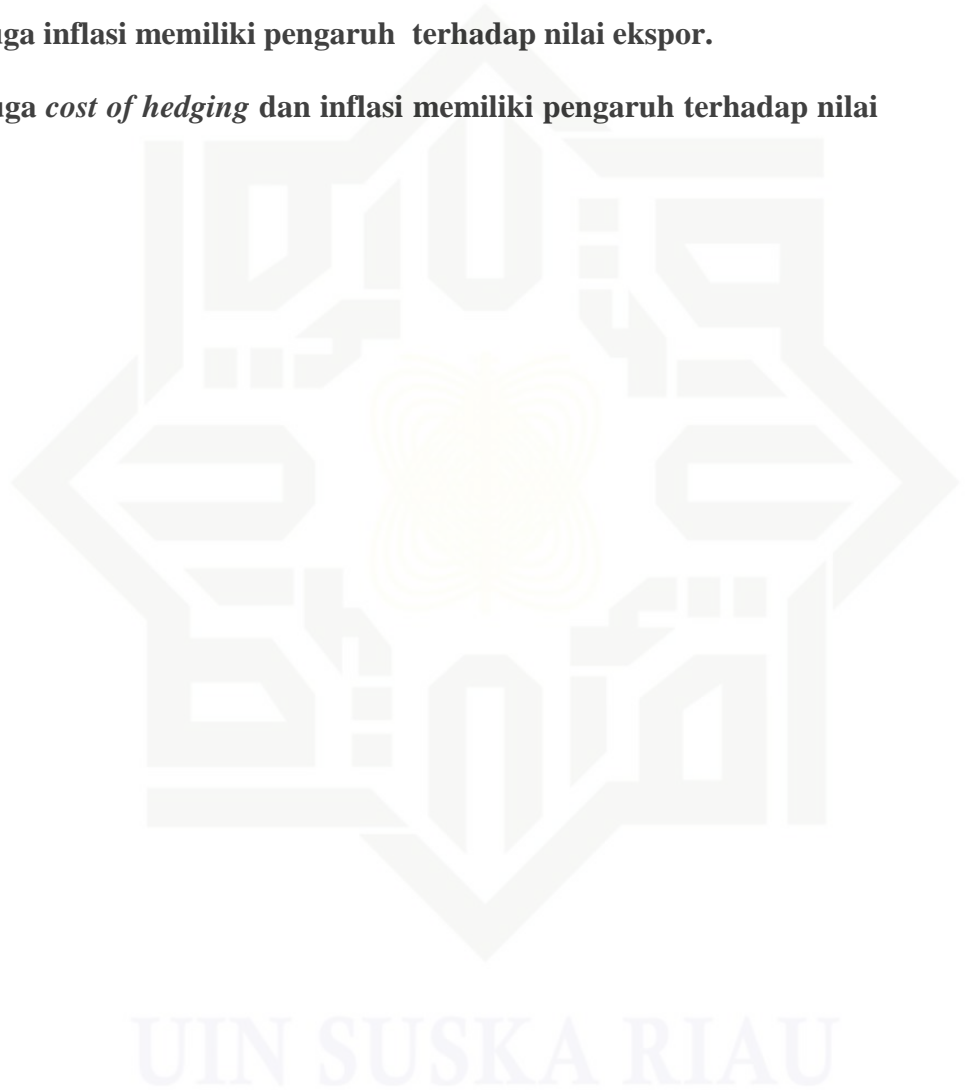 uga inflasi memiliki pengaruh terhadap nilai ekspor.
uga cost of hedging dan inflasi memiliki pengaruh terhadap nilai
UIN SUSKA RIAU